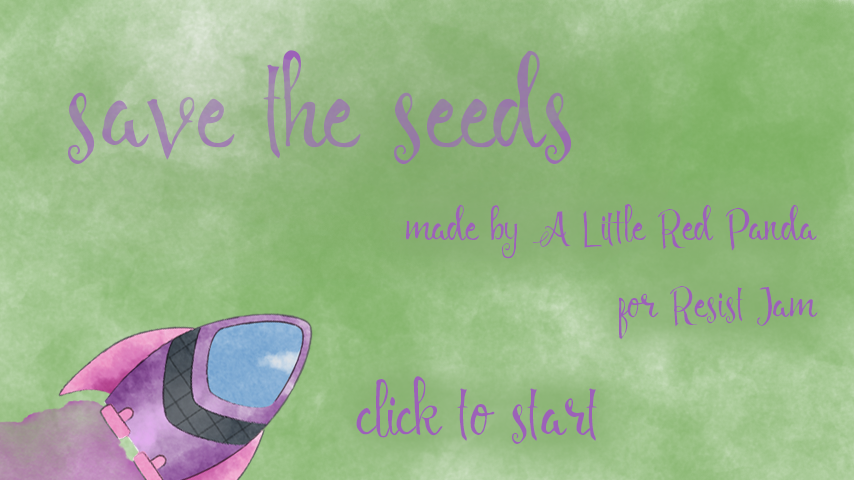 save the seeds
made by A Little Red Panda
for Resist Jam
click to start